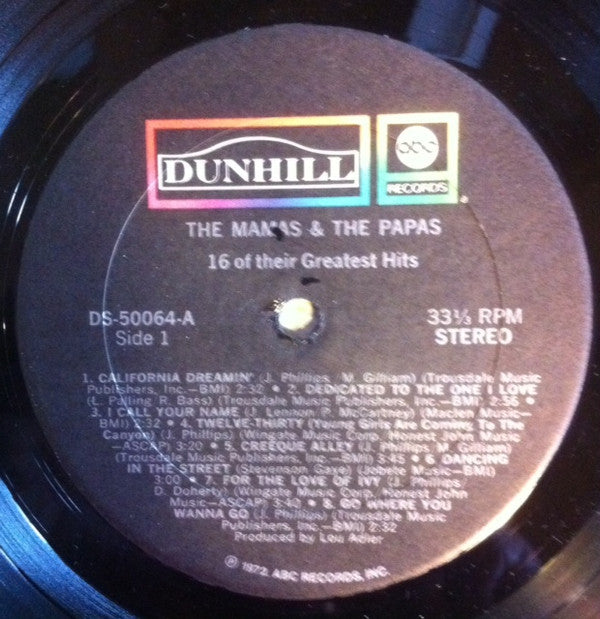 DUNHILL
abc
RECORDS
THE MAMAS & THE PAPAS
16 of their Greatest Hits
DS-50064-A
Side 1
33⅓ RPM
STEREO
1. CALIFORNIA DREAMIN' (J. Phillips, M. Gilliam) (Trousdale Music
Publishers, Inc.—BMI) 2:32 • 2. DEDICATED TO THE ONE I LOVE
(L. Pauling, R. Bass) (Trousdale Music Publishers, Inc.—BMI) 2:56 •
3. I CALL YOUR NAME (J. Lennon, P. McCartney) (Maclen Music—
BMI) 2:32 • 4. TWELVE-THIRTY (Young Girls are Coming To The
Canyon) (J. Phillips) (Wingate Music Corp./Honest John Music
—ASCAP) 3:20 • 5. CREEQUE ALLEY (J. Phillips, M. Gilliam)
(Trousdale Music Publishers, Inc.—BMI) 3:45 • 6. DANCING
IN THE STREET (Stevenson, Gaye) (Jobete Music—BMI)
3:00 • 7. FOR THE LOVE OF IVY (J. Phillips/
D. Doherty) (Wingate Music Corp./Honest John
Music—ASCAP) 3:40 • 8. GO WHERE YOU
WANNA GO (J. Phillips) (Trousdale Music
Publishers, Inc.—BMI) 2:32
Produced by Lou Adler
Ⓟ 1972, ABC RECORDS, INC.